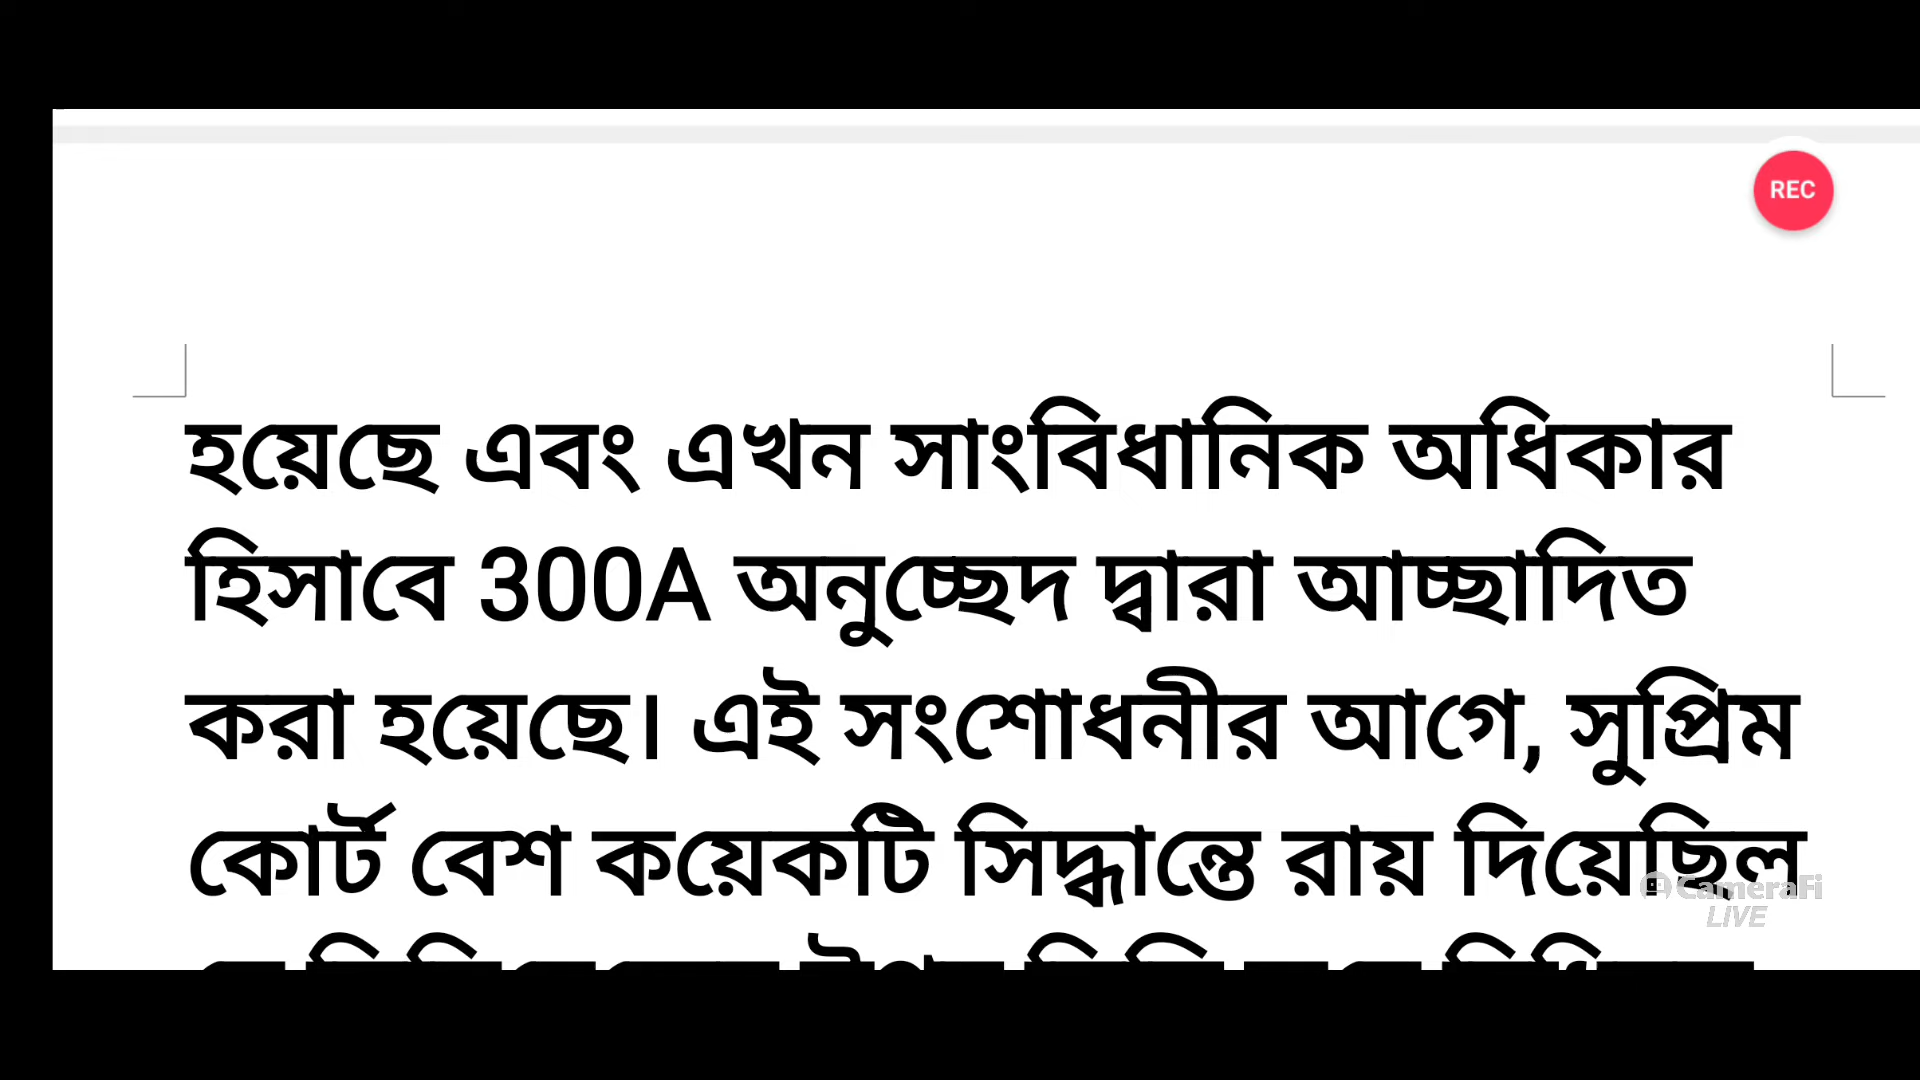 REC
হয়েছে এবং এখন সাংবিধানিক অধিকার
হিসাবে 300A অনুচ্ছেদ দ্বারা আচ্ছাদিত
করা হয়েছে। এই সংশোধনীর আগে, সুপ্রিম
কোর্ট বেশ কয়েকটি সিদ্ধান্তে রায় দিয়েছিল
CameraFi
LIVE